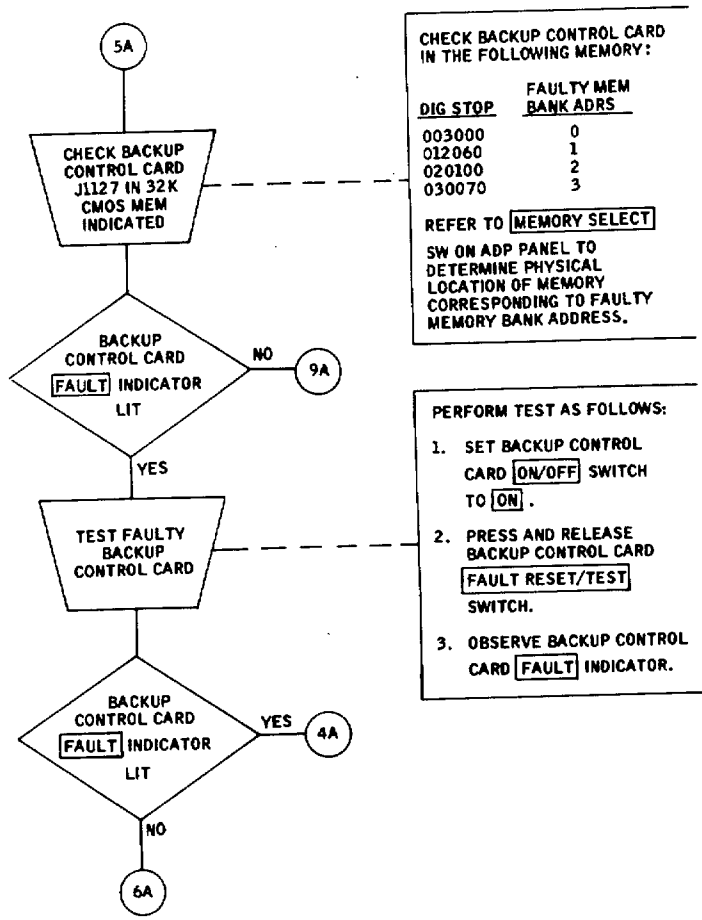 5A
CHECK BACKUP
CONTROL CARD
J1127 IN 32K
CMOS MEM
INDICATED
CHECK BACKUP CONTROL CARD
IN THE FOLLOWING MEMORY:
FAULTY MEM
DIG STOP BANK ADRS
003000 0
012060 1
020100 2
030070 3
REFER TO MEMORY SELECT
SW ON ADP PANEL TO
DETERMINE PHYSICAL
LOCATION OF MEMORY
CORRESPONDING TO FAULTY
MEMORY BANK ADDRESS.
BACKUP
CONTROL CARD
FAULT INDICATOR
LIT
NO
9A
YES
TEST FAULTY
BACKUP
CONTROL CARD
PERFORM TEST AS FOLLOWS:
1. SET BACKUP CONTROL
CARD ON/OFF SWITCH
TO ON.
2. PRESS AND RELEASE
BACKUP CONTROL CARD
FAULT RESET/TEST
SWITCH.
3. OBSERVE BACKUP CONTROL
CARD FAULT INDICATOR.
BACKUP
CONTROL CARD
FAULT INDICATOR
LIT
YES
4A
NO
6A